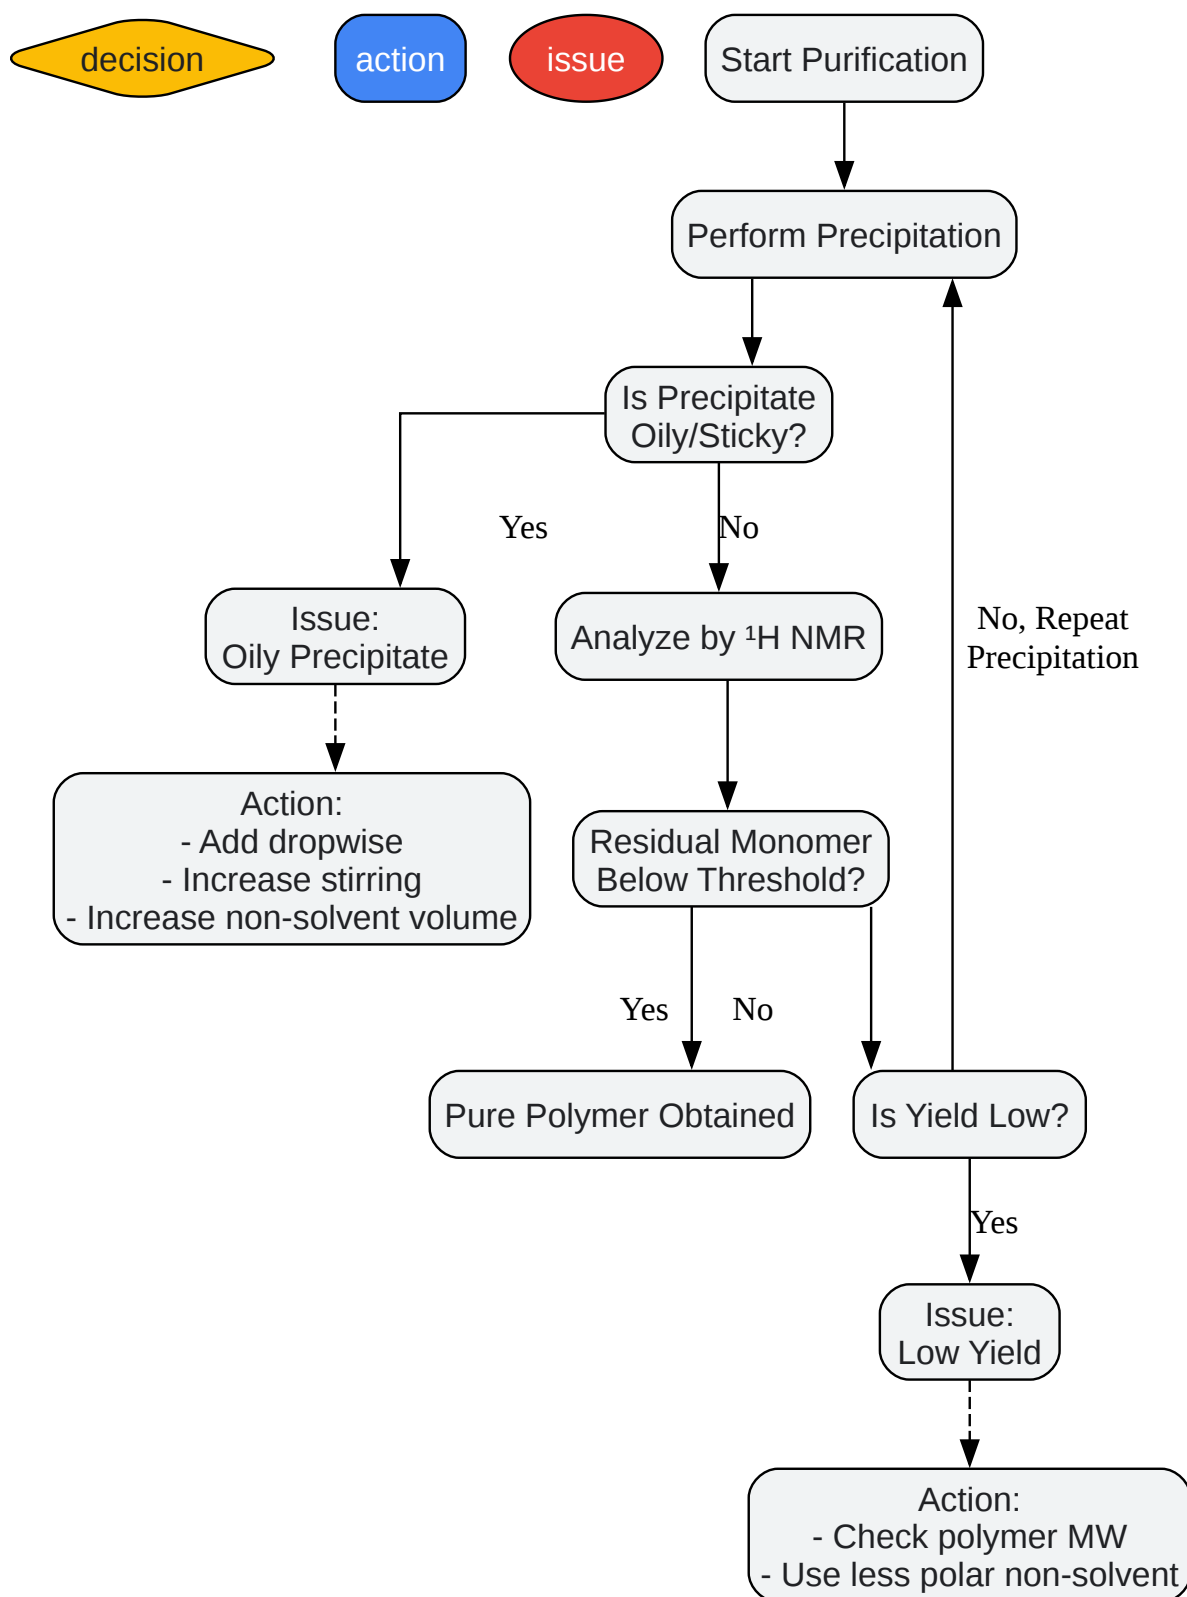 decision
action
issue
Start Purification
Perform Precipitation
Is Precipitate
Oily/Sticky?
Yes
No
Issue:
Oily Precipitate
Analyze by ¹H NMR
No, Repeat
Precipitation
Action:
- Add dropwise
- Increase stirring
- Increase non-solvent volume
Residual Monomer
Below Threshold?
Yes
No
Pure Polymer Obtained
Is Yield Low?
Yes
Issue:
Low Yield
Action:
- Check polymer MW
- Use less polar non-solvent